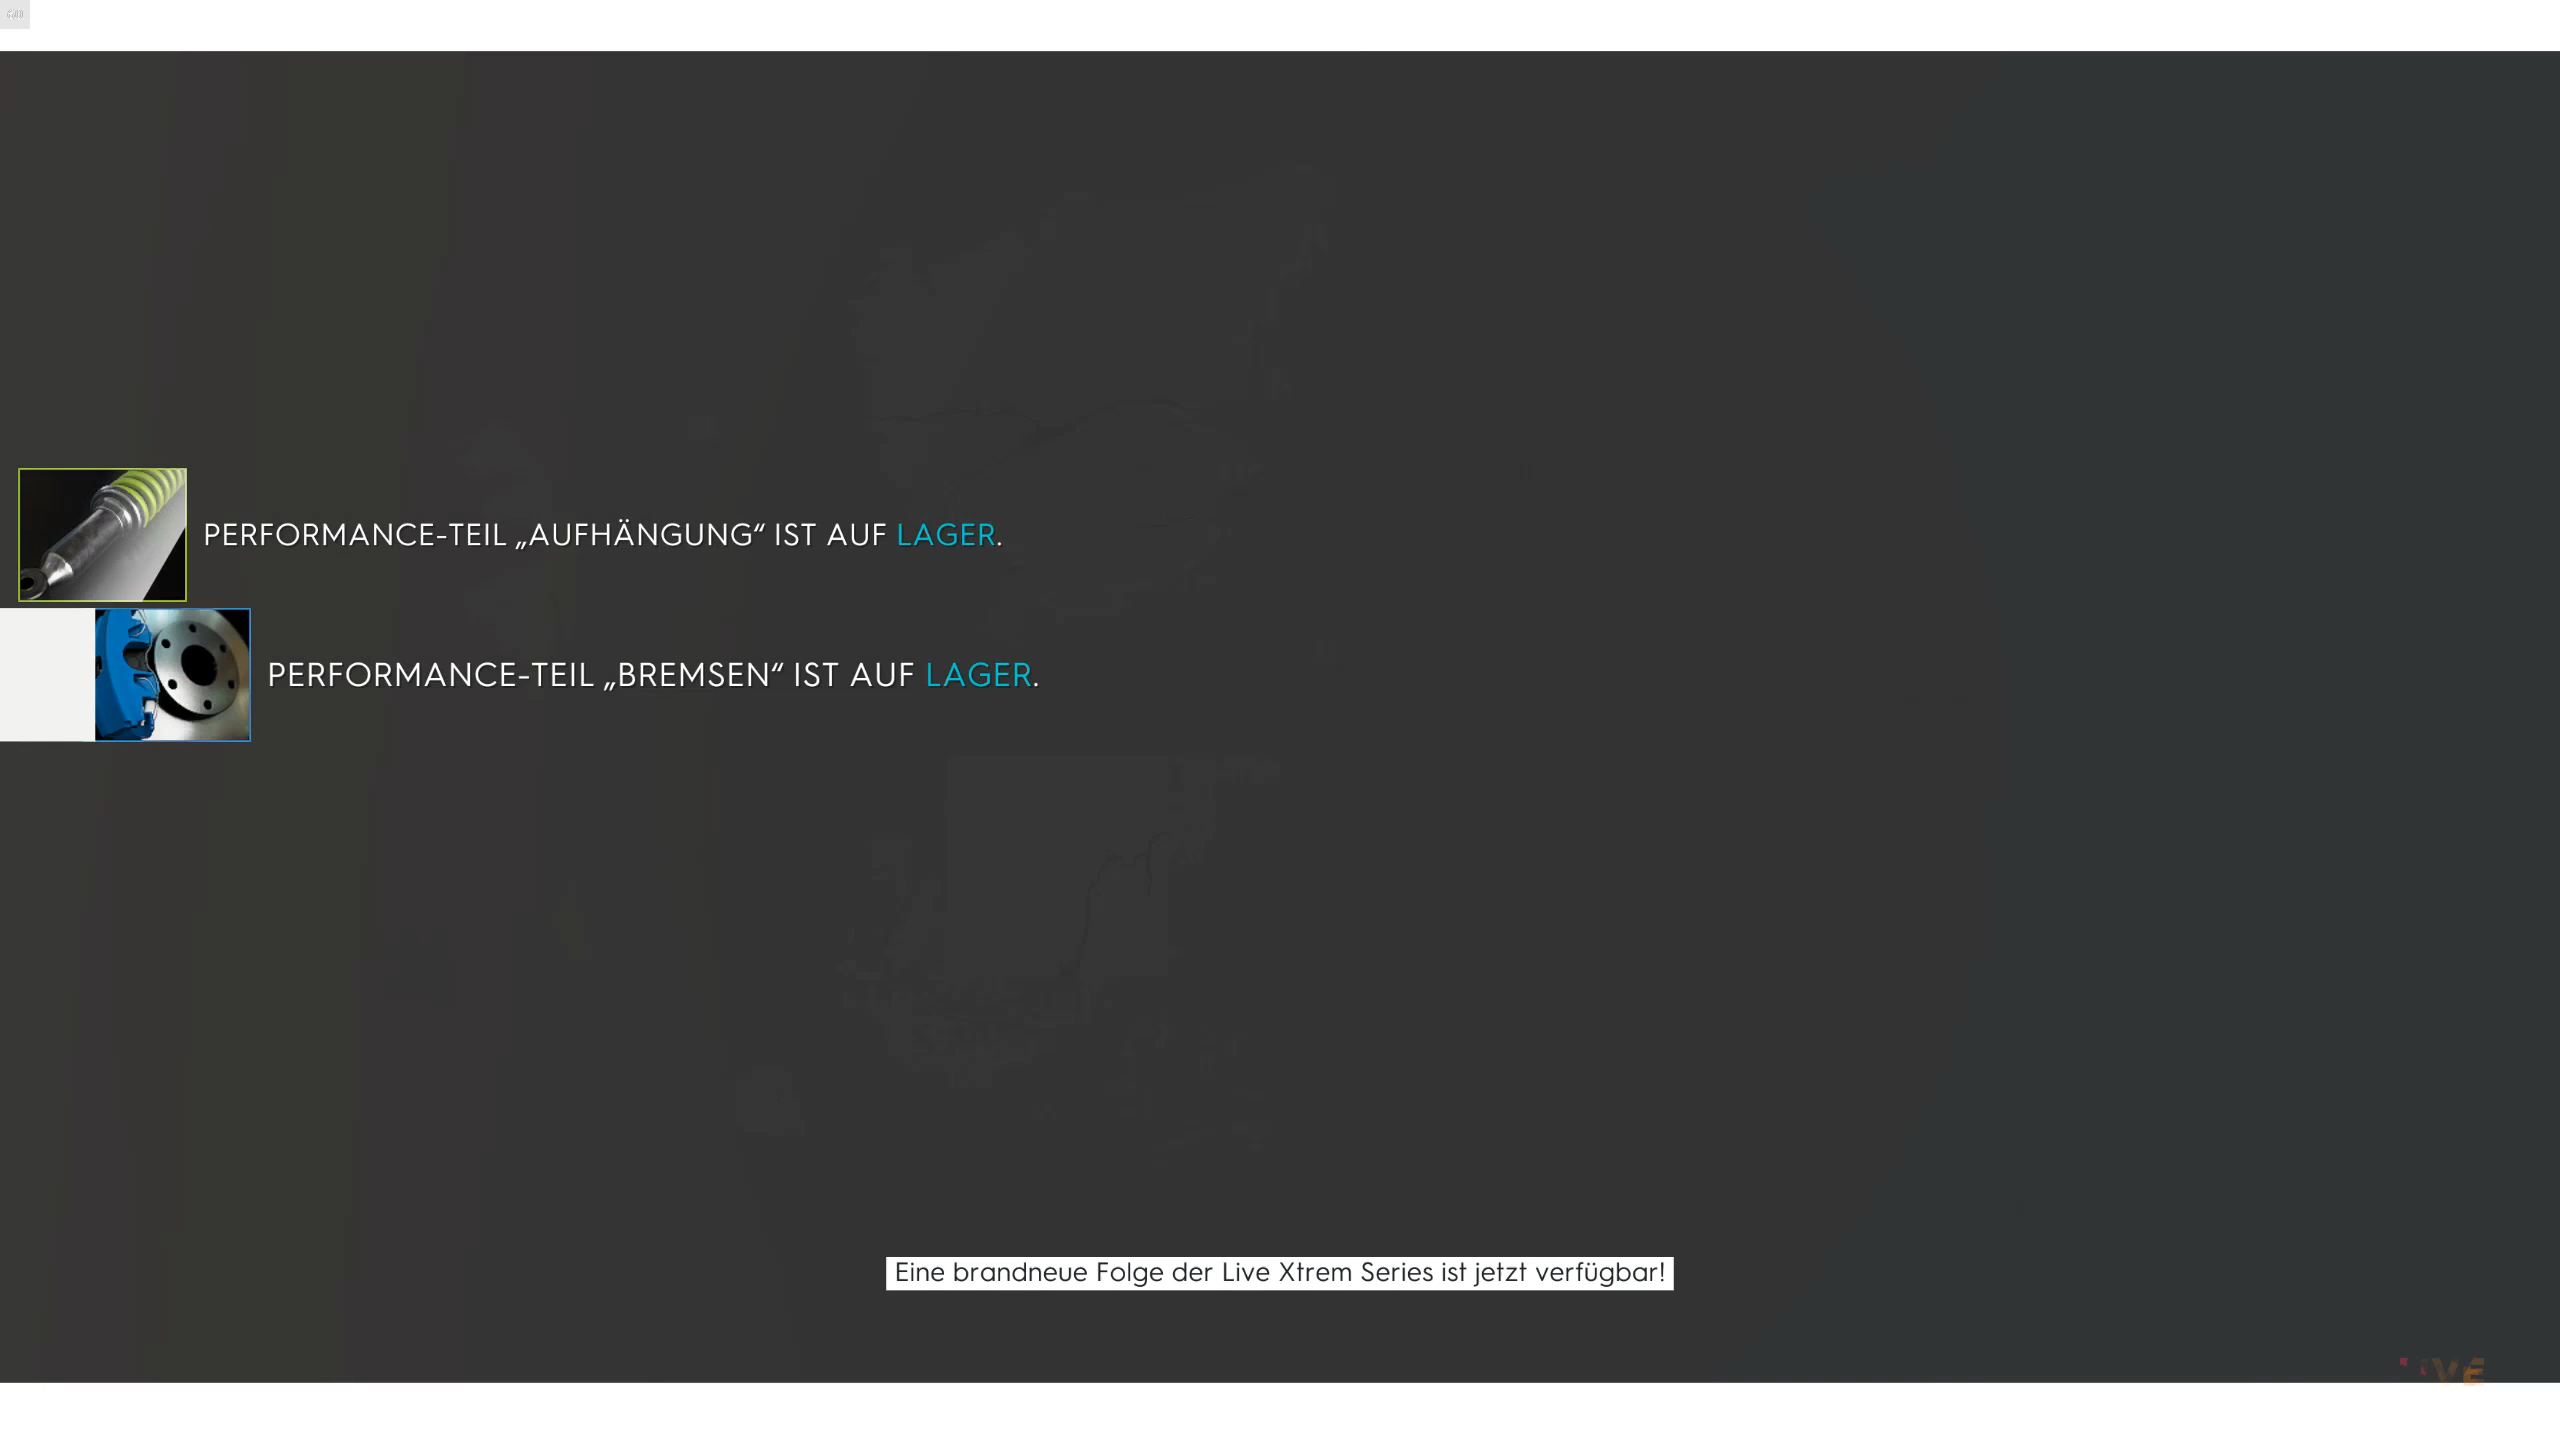 PERFORMANCE-TEIL „AUFHÄNGUNG“ IST AUF LAGER.
PERFORMANCE-TEIL „BREMSEN“ IST AUF LAGER.
Eine brandneue Folge der Live Xtrem Series ist jetzt verfügbar!